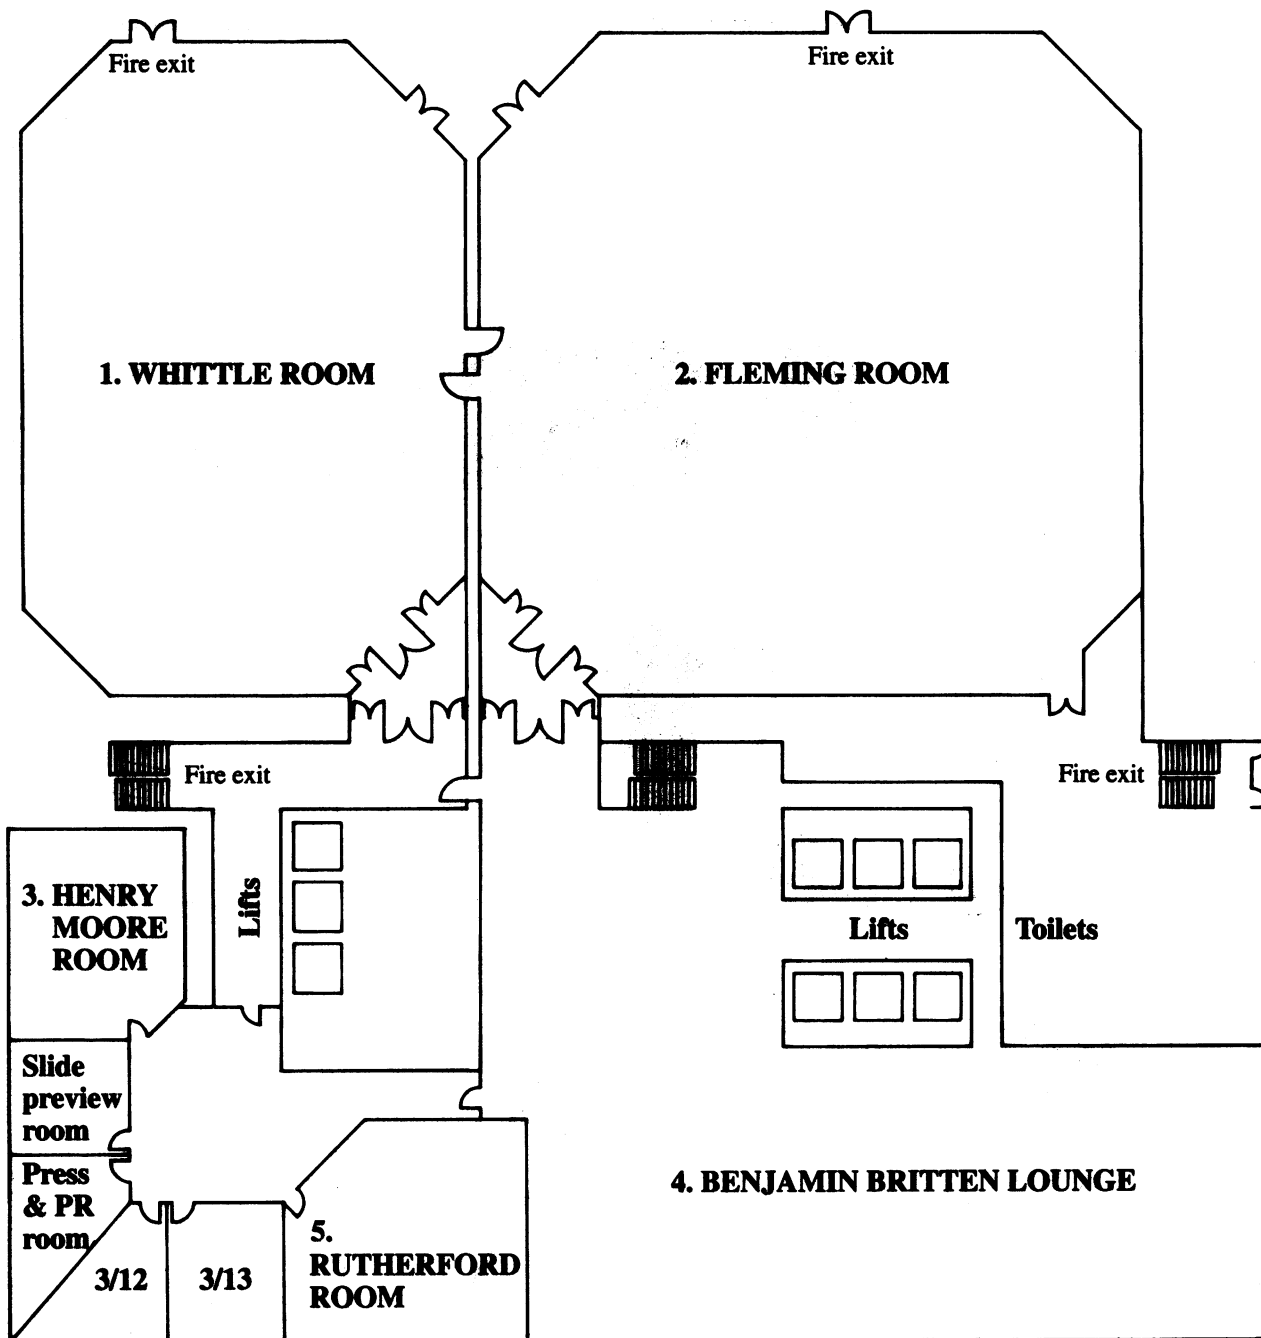 Fire exit
Fire exit
1. WHITTLE ROOM
2. FLEMING ROOM
Fire exit
Fire exit
3. HENRY
MOORE
ROOM
Lifts
Lifts
Toilets
Slide
preview
room
Press
& PR
room
3/12
3/13
4. BENJAMIN BRITTEN LOUNGE
5.
RUTHERFORD
ROOM